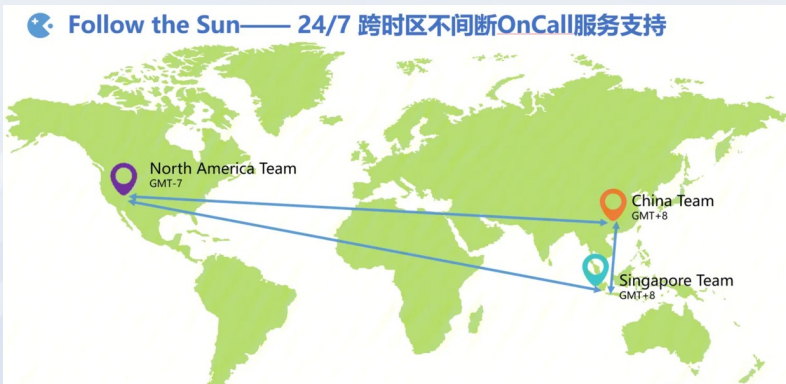 Follow the Sun—— 24/7 跨时区不间断OnCall服务支持
North America Team
GMT-7
China Team
GMT+8
Singapore Team
GMT+8